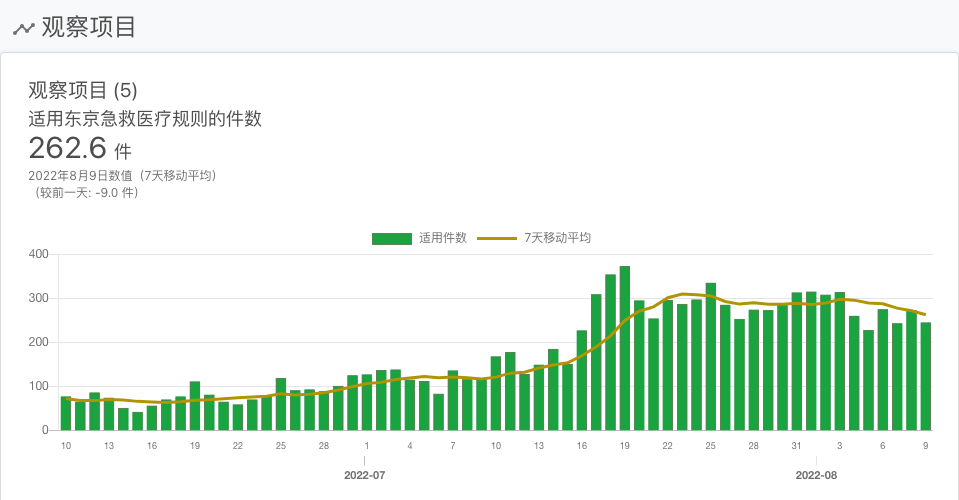 观察项目
观察项目 (5)
适用东京急救医疗规则的件数
262.6 件
2022年8月9日数值（7天移动平均）
（较前一天: -9.0 件）
适用件数 7天移动平均
400
300
200
100
0
10 13 16 19 22 25 28 1 4 7 10 13 16 19 22 25 28 31 3 6 9
2022-07 2022-08